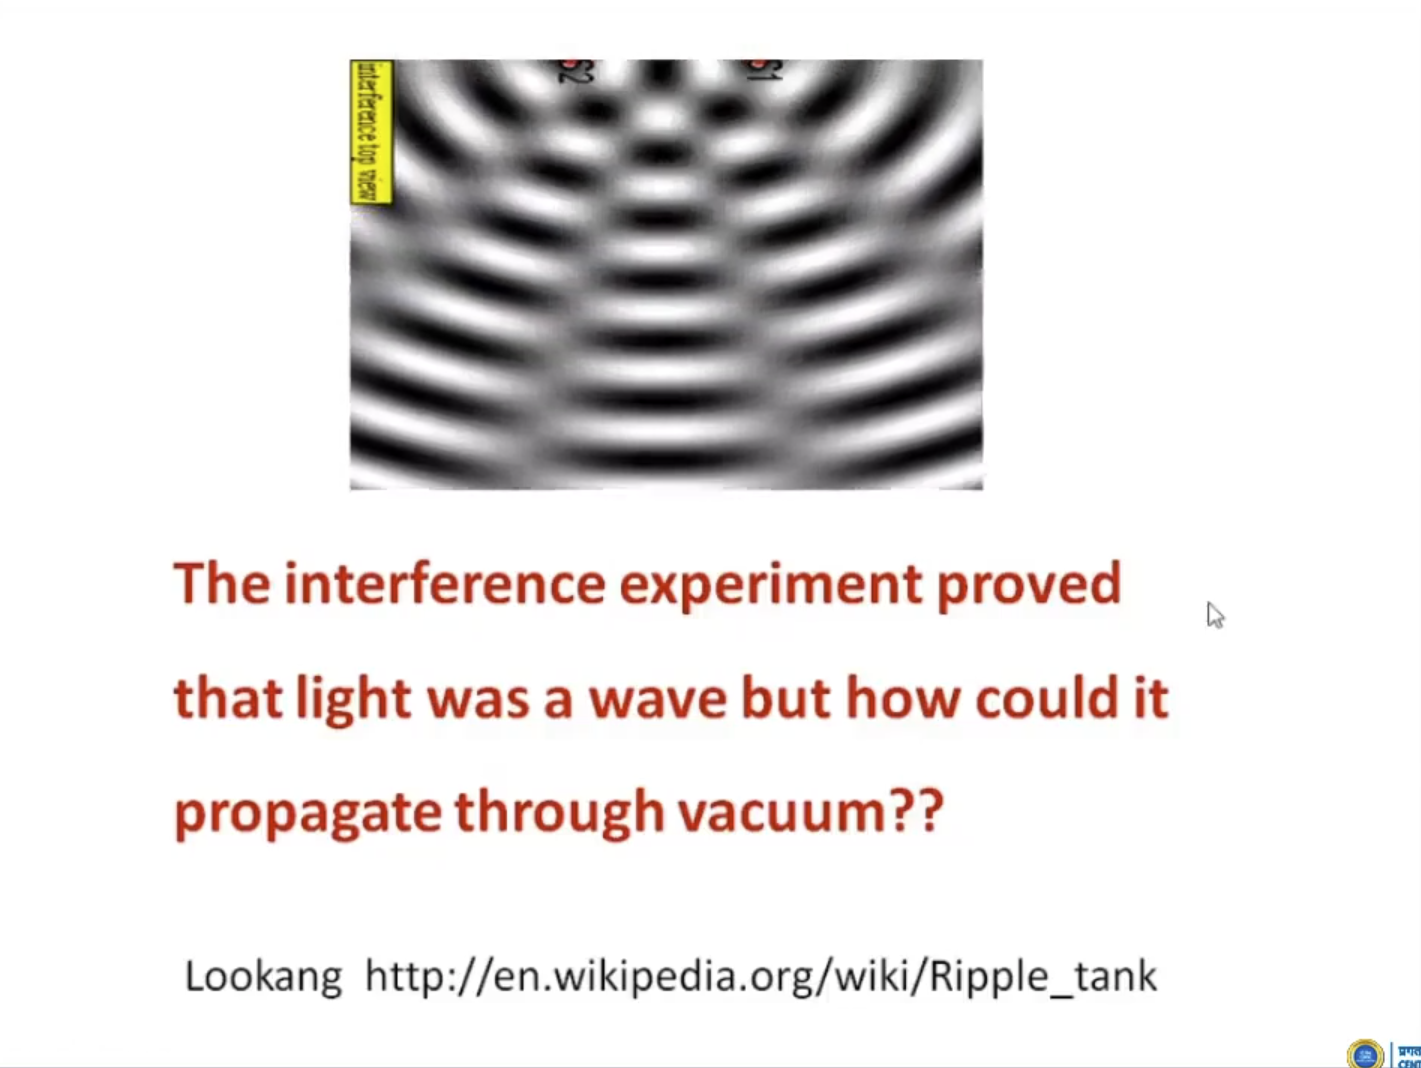 interference top view
S2 S1
The interference experiment proved
that light was a wave but how could it
propagate through vacuum??
Lookang http://en.wikipedia.org/wiki/Ripple_tank